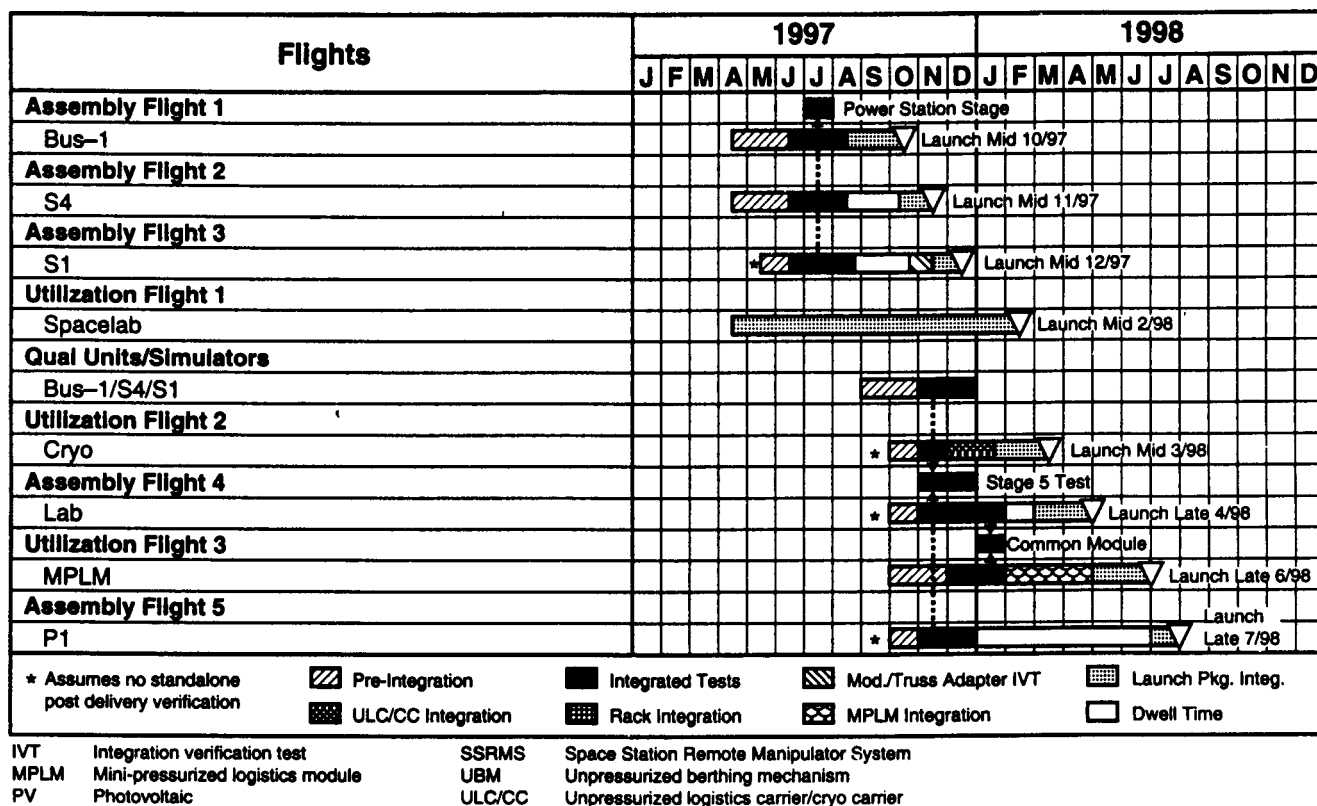 Flights 1997 1998
J F M A M J J A S O N D J F M A M J J A S O N D
Assembly Flight 1 Power Station Stage
Bus–1 Launch Mid 10/97
Assembly Flight 2
S4 Launch Mid 11/97
Assembly Flight 3
S1 * Launch Mid 12/97
Utilization Flight 1
Spacelab Launch Mid 2/98
Qual Units/Simulators
Bus–1/S4/S1
Utilization Flight 2
Cryo * Launch Mid 3/98
Assembly Flight 4 Stage 5 Test
Lab * Launch Late 4/98
Utilization Flight 3 Common Module
MPLM Launch Late 6/98
Assembly Flight 5 Launch
P1 * Late 7/98
* Assumes no standalone Pre-Integration Integrated Tests Mod./Truss Adapter IVT Launch Pkg. Integ.
post delivery verification ULC/CC Integration Rack Integration MPLM Integration Dwell Time
IVT Integration verification test SSRMS Space Station Remote Manipulator System
MPLM Mini-pressurized logistics module UBM Unpressurized berthing mechanism
PV Photovoltaic ULC/CC Unpressurized logistics carrier/cryo carrier